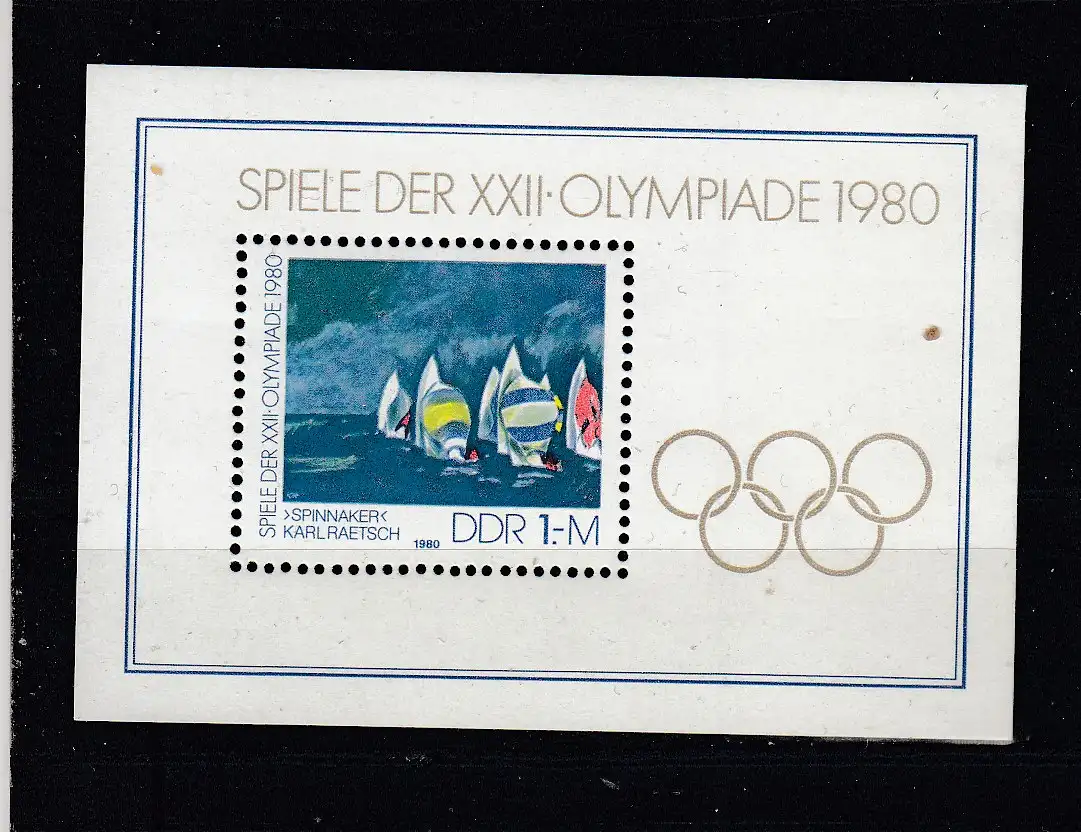 SPIELE DER XXII·OLYMPIADE 1980
SPIELE DER XXII·OLYMPIADE 1980
›SPINNAKER‹
KARL RAETSCH
1980
DDR 1.-M